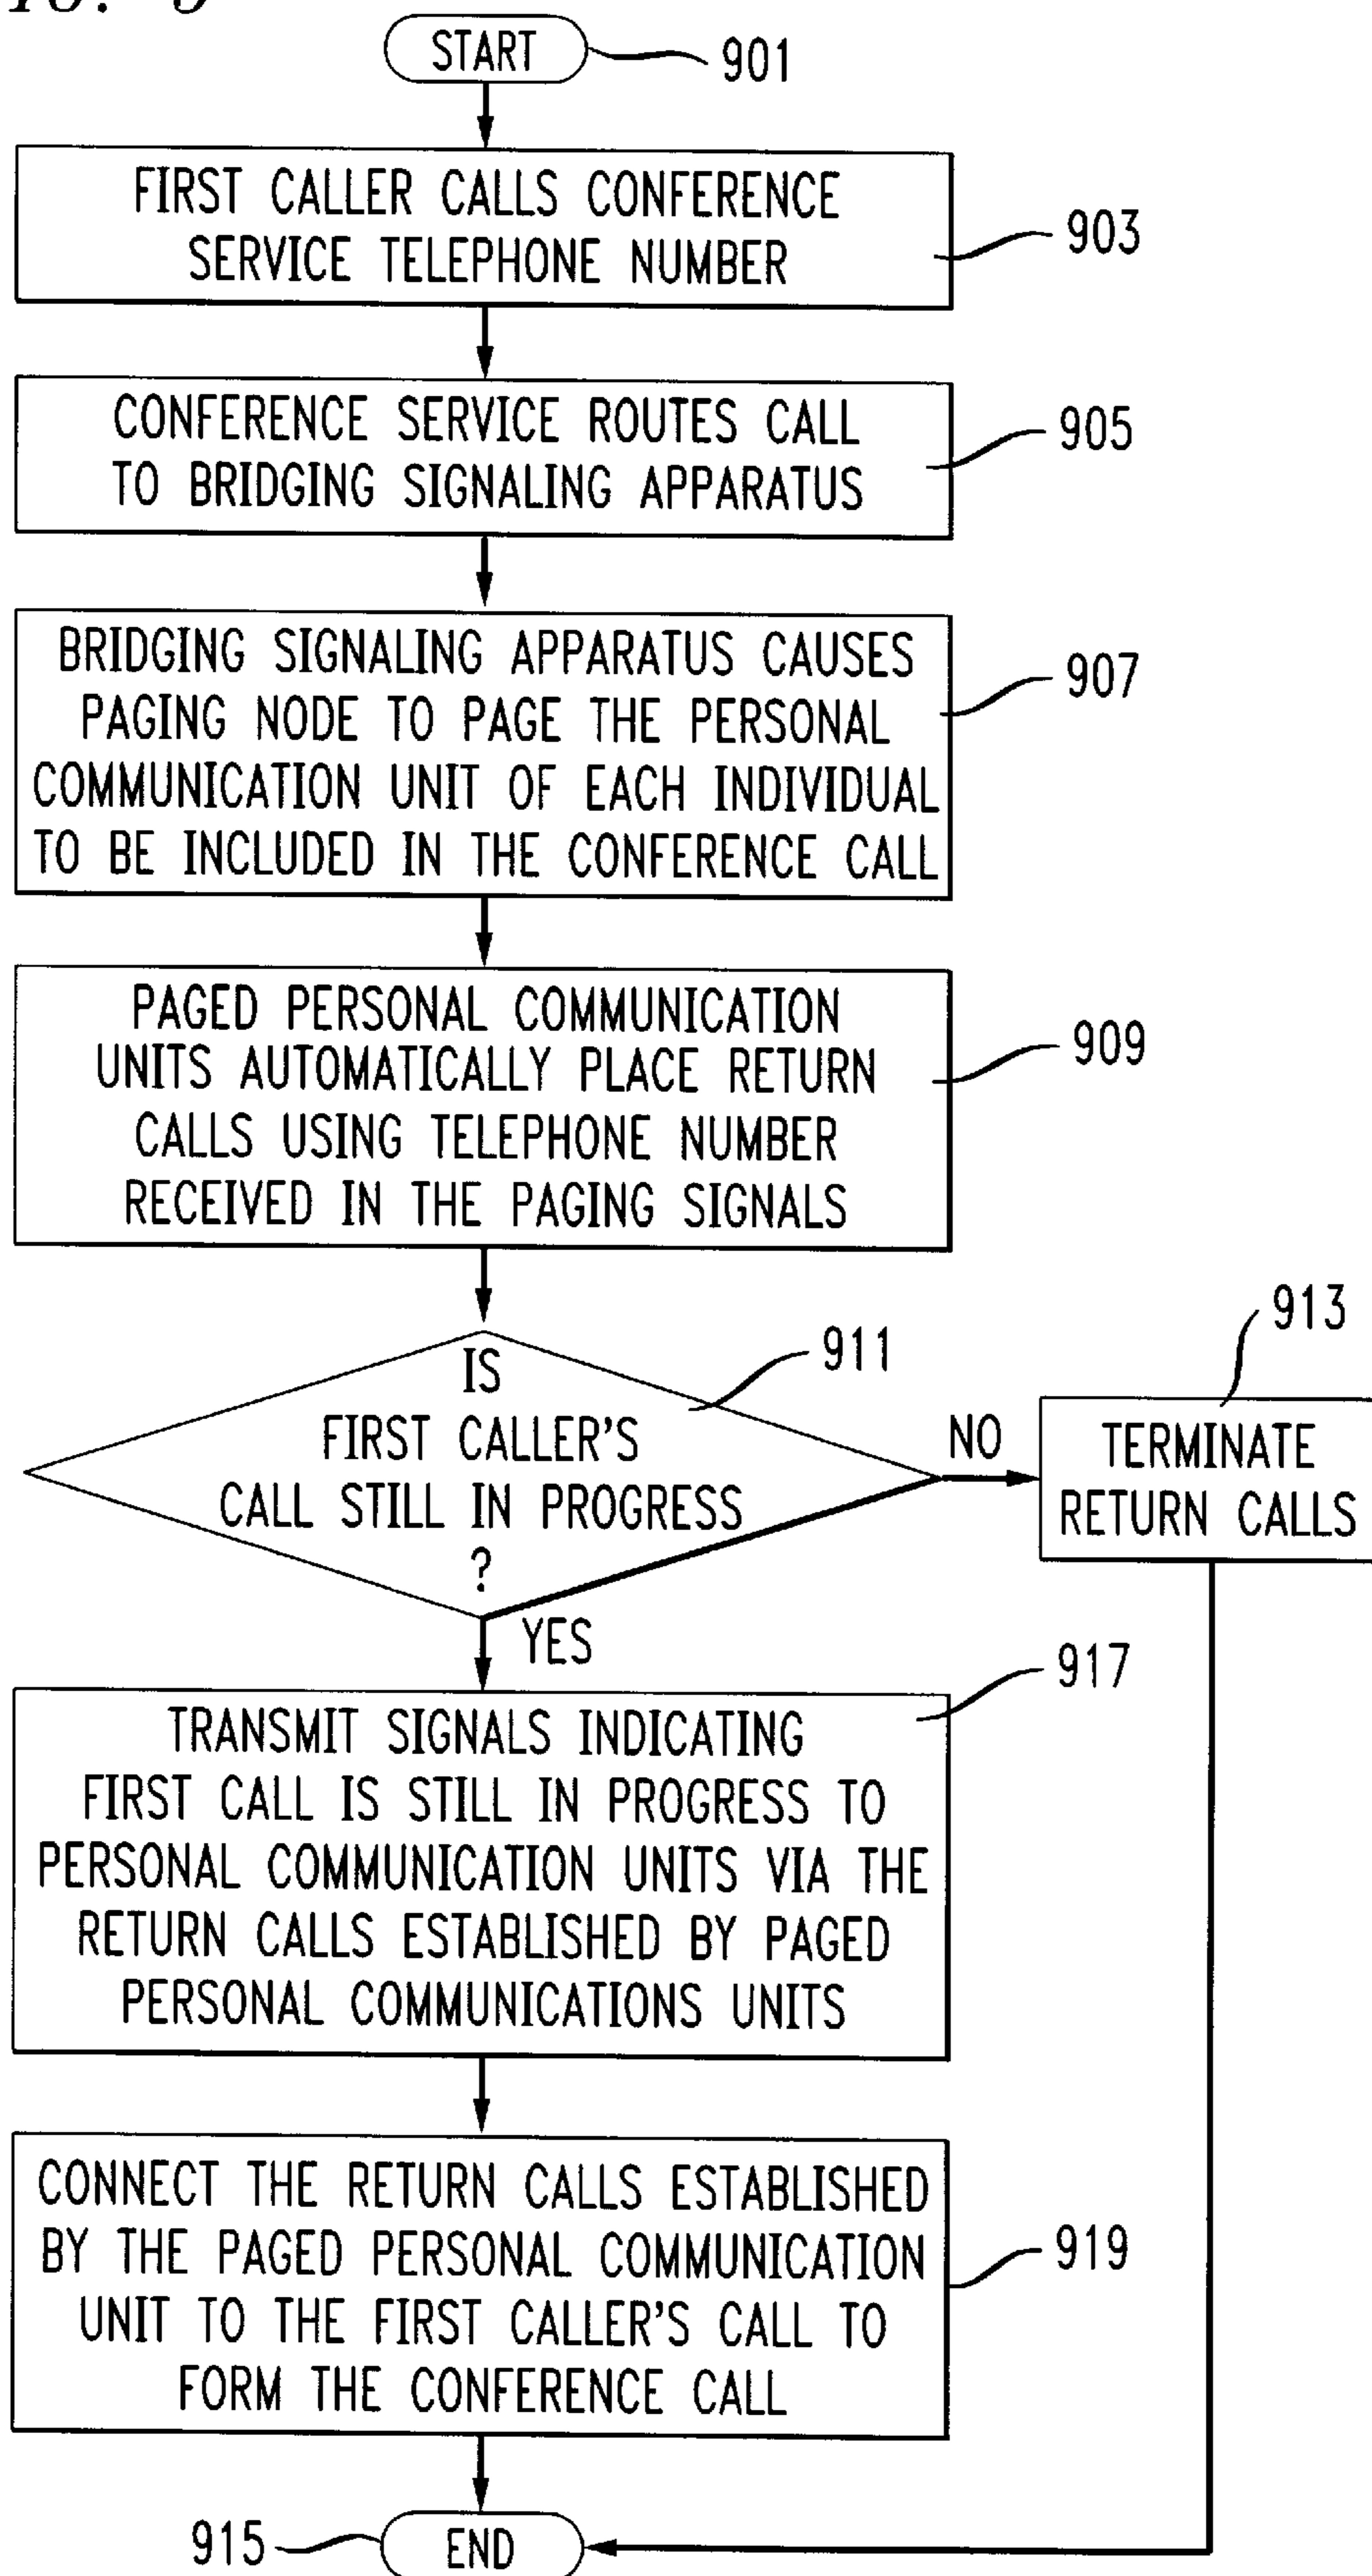 START
901
FIRST CALLER CALLS CONFERENCE
SERVICE TELEPHONE NUMBER
903
CONFERENCE SERVICE ROUTES CALL
TO BRIDGING SIGNALING APPARATUS
905
BRIDGING SIGNALING APPARATUS CAUSES
PAGING NODE TO PAGE THE PERSONAL
COMMUNICATION UNIT OF EACH INDIVIDUAL
TO BE INCLUDED IN THE CONFERENCE CALL
907
PAGED PERSONAL COMMUNICATION
UNITS AUTOMATICALLY PLACE RETURN
CALLS USING TELEPHONE NUMBER
RECEIVED IN THE PAGING SIGNALS
909
IS
FIRST CALLER'S
CALL STILL IN PROGRESS
?
911
NO
913
TERMINATE
RETURN CALLS
YES
TRANSMIT SIGNALS INDICATING
FIRST CALL IS STILL IN PROGRESS TO
PERSONAL COMMUNICATION UNITS VIA THE
RETURN CALLS ESTABLISHED BY PAGED
PERSONAL COMMUNICATIONS UNITS
917
CONNECT THE RETURN CALLS ESTABLISHED
BY THE PAGED PERSONAL COMMUNICATION
UNIT TO THE FIRST CALLER'S CALL TO
FORM THE CONFERENCE CALL
919
915
END